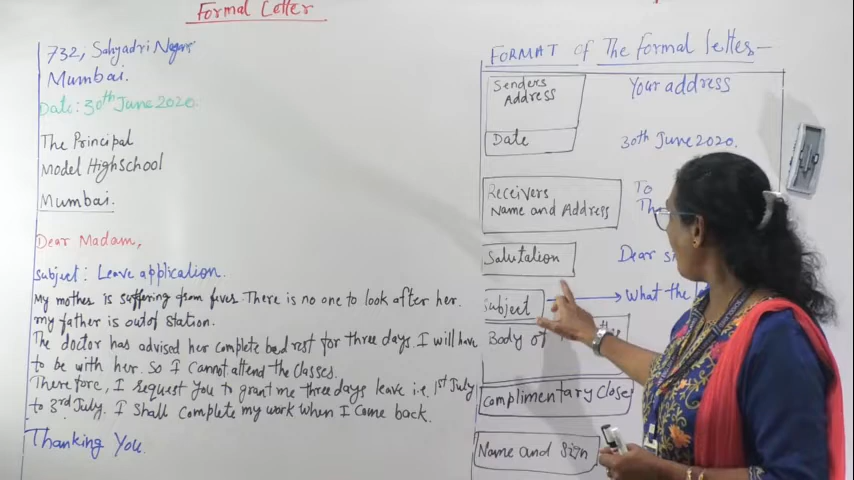 Formal Letter
732, Sahyadri Nagar
Mumbai.
Date: 30th June 2020.
The Principal
Model Highschool
Mumbai.
Dear Madam,
Subject: Leave application.
My mother is suffering from fever. There is no one to look after her.
my father is out of station.
The doctor has advised her complete bed rest for three days. I will have
to be with her. So I cannot attend the classes.
Therefore, I request you to grant me three days leave i.e. 1st July
to 3rd July. I shall complete my work when I come back.
Thanking You.
FORMAT of The Formal letter-
Senders
Address
Your address
Date
30th June 2020.
Receivers
Name and Address
To
Salutation
Dear
Subject
What the
Body of
Complimentary Close
Name and Sign